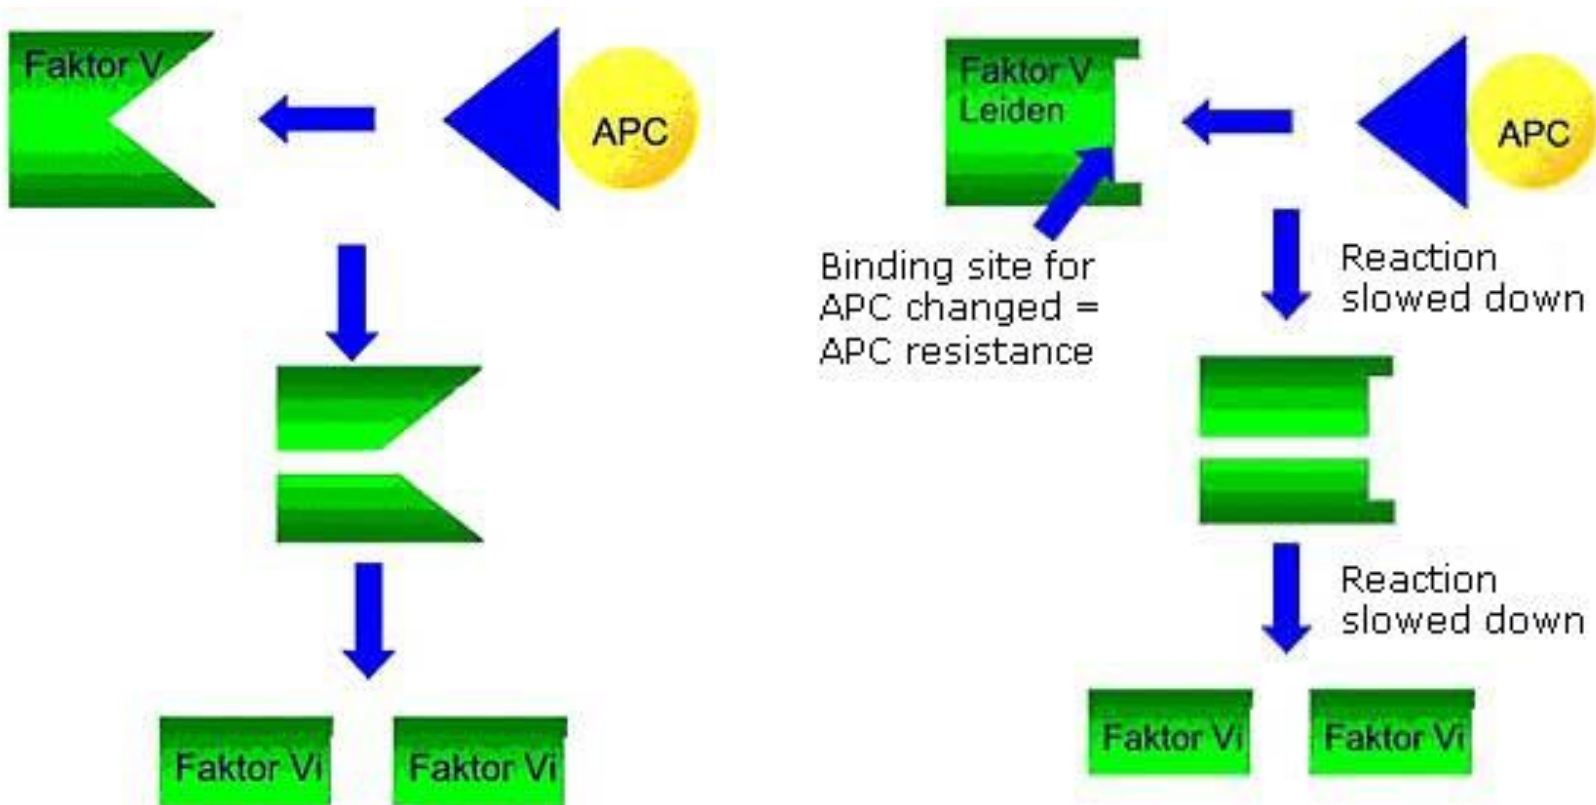 Faktor V
APC
Faktor Vi
Faktor Vi
Faktor V
Leiden
APC
Binding site for
APC changed =
APC resistance
Reaction
slowed down
Reaction
slowed down
Faktor Vi
Faktor Vi